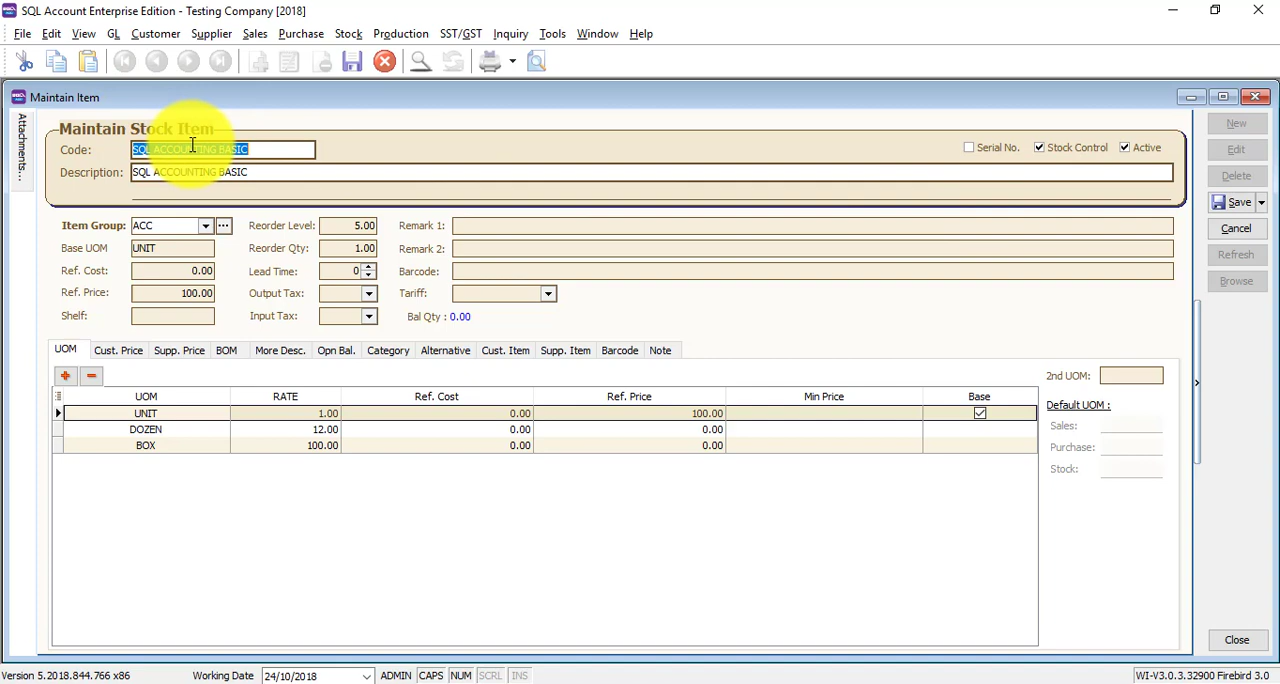 SQL Account Enterprise Edition - Testing Company [2018]
File Edit View GL Customer Supplier Sales Purchase Stock Production SST/GST Inquiry Tools Window Help
Maintain Item
Attachments...
Maintain Stock Item
Code: SQL ACCOUNTING BASIC Serial No. Stock Control Active
Description: SQL ACCOUNTING BASIC
New
Edit
Delete
Save
Cancel
Refresh
Browse
Item Group: ACC Reorder Level: 5.00 Remark 1:
Base UOM UNIT Reorder Qty: 1.00 Remark 2:
Ref. Cost: 0.00 Lead Time: 0 Barcode:
Ref. Price: 100.00 Output Tax: Tariff:
Shelf: Input Tax: Bal Qty : 0.00
UOM Cust. Price Supp. Price BOM More Desc. Opn Bal. Category Alternative Cust. Item Supp. Item Barcode Note
UOM RATE Ref. Cost Ref. Price Min Price Base
UNIT 1.00 0.00 100.00
DOZEN 12.00 0.00 0.00
BOX 100.00 0.00 0.00
2nd UOM:
Default UOM :
Sales:
Purchase:
Stock:
Close
Version 5.2018.844.766 x86 Working Date 24/10/2018 ADMIN CAPS NUM SCRL INS WI-V3.0.3.32900 Firebird 3.0